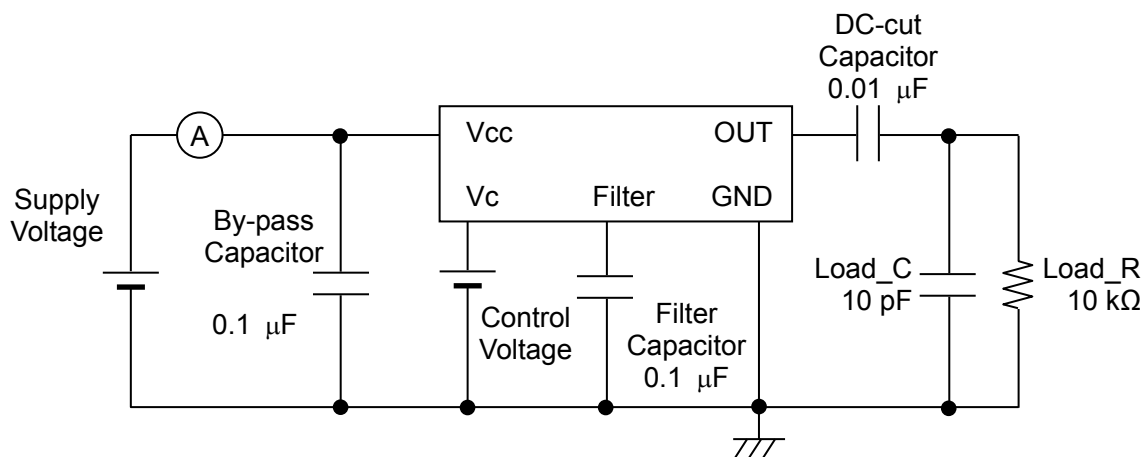 DC-cut
Capacitor
0.01 μF
A
Vcc
OUT
Supply
Voltage
By-pass
Capacitor
0.1 μF
Vc
Filter
GND
Control
Voltage
Filter
Capacitor
0.1 μF
Load_C
10 pF
Load_R
10 kΩ